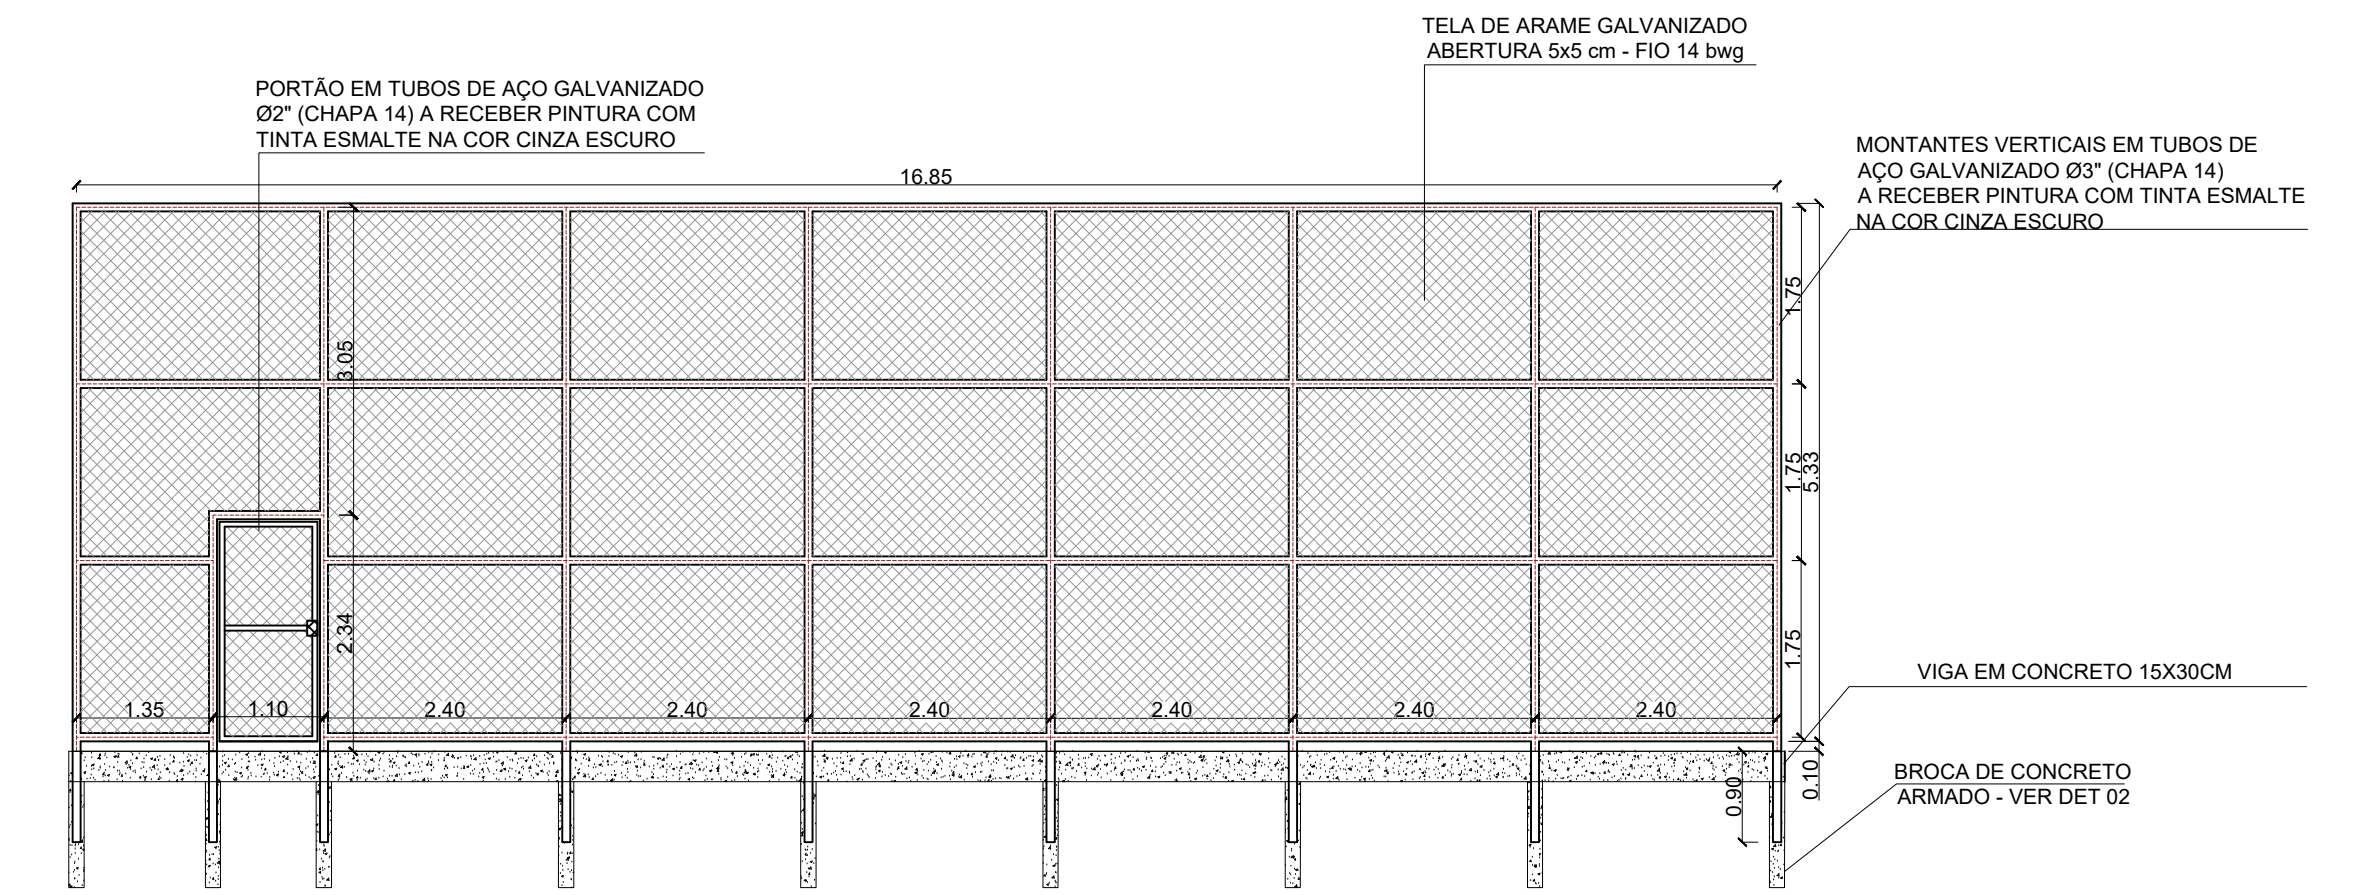 TELA DE ARAME GALVANIZADO
ABERTURA 5x5 cm - FIO 14 bwg
PORTÃO EM TUBOS DE AÇO GALVANIZADO
Ø2" (CHAPA 14) A RECEBER PINTURA COM
TINTA ESMALTE NA COR CINZA ESCURO
MONTANTES VERTICAIS EM TUBOS DE
AÇO GALVANIZADO Ø3" (CHAPA 14)
A RECEBER PINTURA COM TINTA ESMALTE
NA COR CINZA ESCURO
16.85
1.75
3.05
1.75
5.33
2.34
1.75
VIGA EM CONCRETO 15X30CM
1.35
1.10
2.40
2.40
2.40
2.40
2.40
2.40
0.90
0.10
BROCA DE CONCRETO
ARMADO - VER DET 02